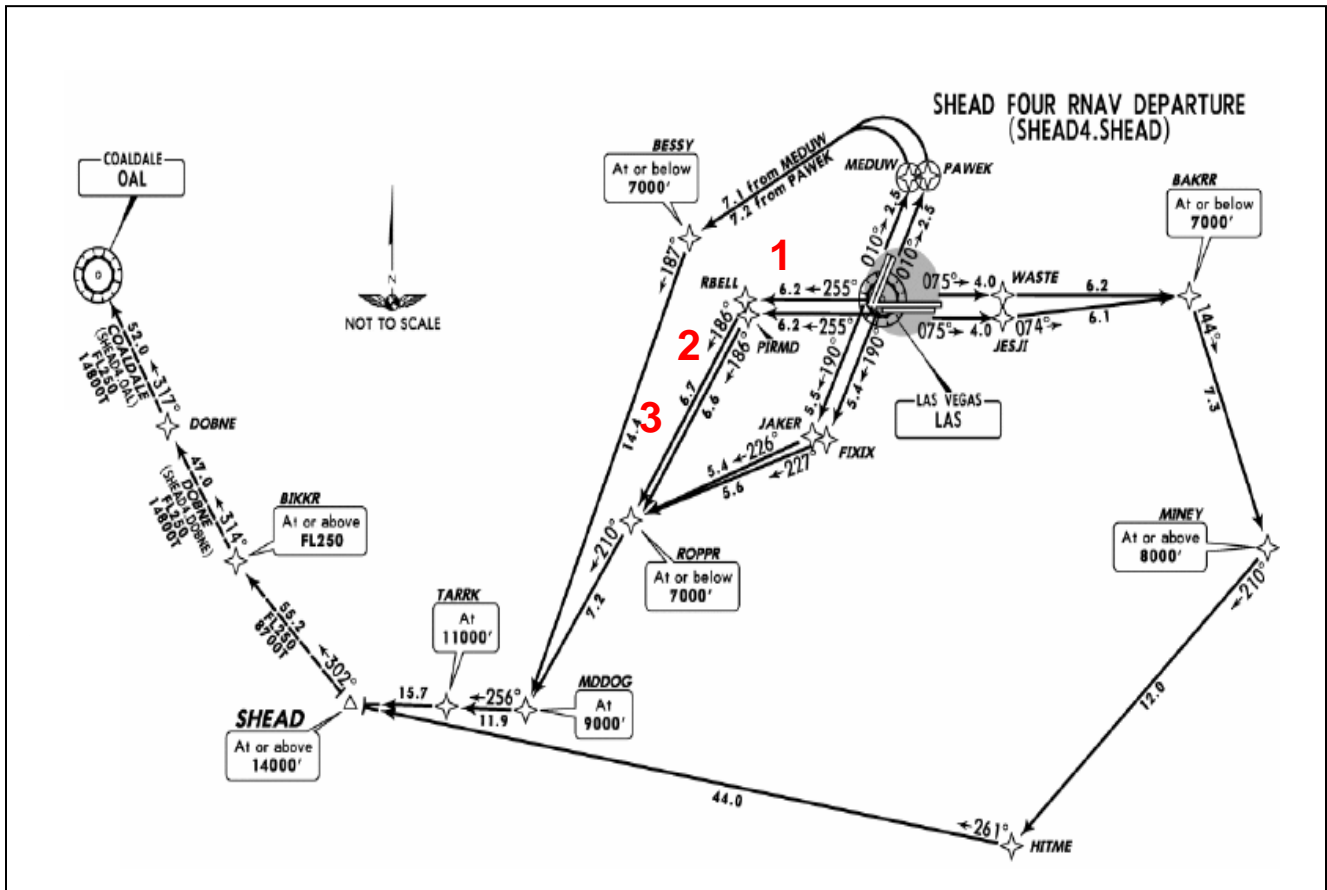 SHEAD FOUR RNAV DEPARTURE
(SHEAD4.SHEAD)
COALDALE
OAL
N
NOT TO SCALE
BESSY
At or below
7000'
7.1 from MEDUW
7.2 from PAWEK
MEDUW
PAWEK
BAKRR
At or below
7000'
010° 2.5
010° 2.5
187°
1
RBELL
6.2 255°
6.2 255°
PIRMD
075° 4.0
WASTE
6.2
075° 4.0
074°
6.1
JESJI
144°
7.3
186°
186°
2
6.7
6.6
3
14.4
190°
5.5
190°
5.4
LAS VEGAS
LAS
JAKER
FIXIX
5.4 226°
5.6 227°
52.0 317°
COALDALE
(SHEAD4.OAL)
FL250
14800T
DOBNE
47.0 314°
DOBNE
(SHEAD4.DOBNE)
FL250
14800T
BIKKR
At or above
FL250
MINEY
At or above
8000'
210°
12.0
210°
ROPPR
At or below
7000'
7.2
TARRK
At
11000'
55.2
FL250
8700T
302°
SHEAD
At or above
14000'
15.7
256°
11.9
MDDOG
At
9000'
44.0
261°
HITME